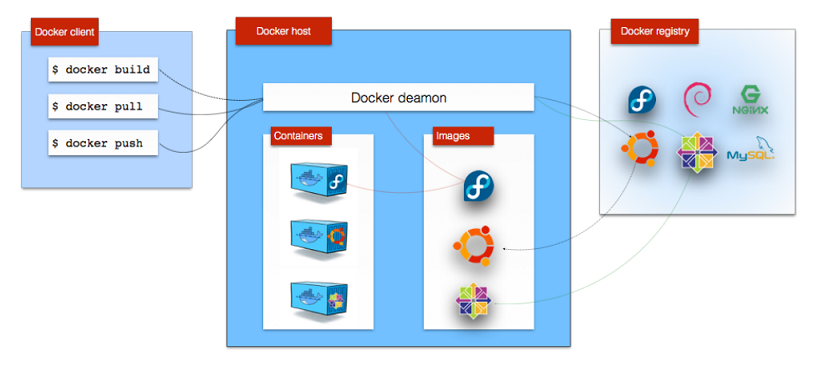 Docker client
$ docker build
$ docker pull
$ docker push
Docker host
Docker deamon
Containers
Images
Docker registry
NGINX
MySQL.